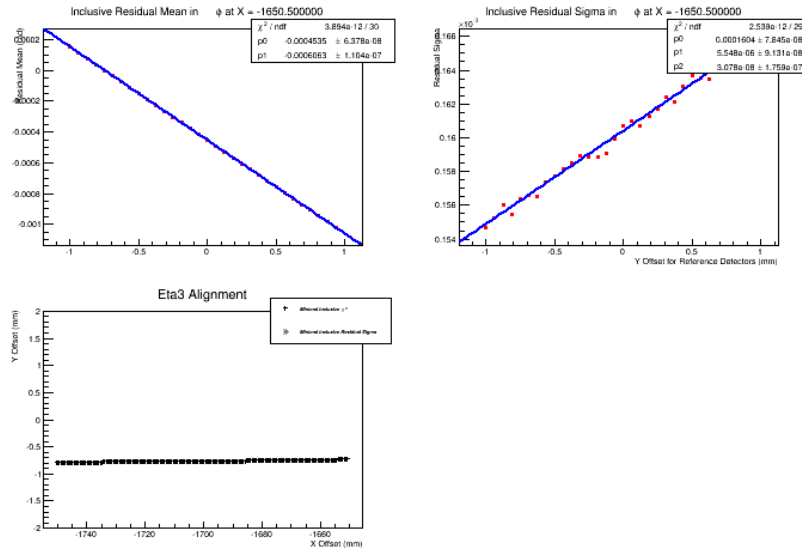 Inclusive Residual Mean in ϕ at X = -1650.500000
χ² / ndf 3.894e-12 / 30
p0 -0.0004535 ± 6.378e-08
p1 -0.0006063 ± 1.104e-07
0.0002
0
-0.0002
-0.0004
-0.0006
-0.0008
-0.001
-1 -0.5 0 0.5 1
Inclusive Residual Sigma in ϕ at X = -1650.500000
×10⁻³
χ² / ndf 2.539e-12 / 29
p0 0.0001604 ± 7.845e-08
p1 5.548e-06 ± 9.131e-08
p2 3.078e-08 ± 1.759e-07
Residual Sigma
0.166
0.164
0.162
0.16
0.158
0.156
0.154
-1 -0.5 0 0.5 1
Y Offset for Reference Detectors (mm)
Eta3 Alignment
Minimal Inclusive Residual Sigma
Y Offset (mm)
2
1.5
1
0.5
0
-0.5
-1
-1.5
-2
-1740 -1720 -1700 -1680 -1660
X Offset (mm)